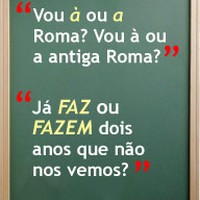 “Vou à ou a
Roma? Vou à ou
a antiga Roma?”
“Já FAZ ou
FAZEM dois
anos que não
nos vemos?”